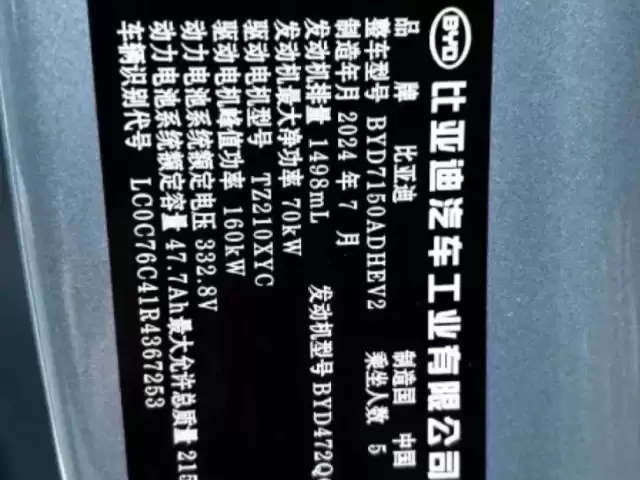 BYD 比亚迪汽车工业有限公司
品牌 比亚迪 制造国 中国
整车型号 BYD7150ADHEV2 乘坐人数 5
制造年月 2024 年 7 月
发动机排量 1498mL 发动机型号 BYD472Q
发动机最大净功率 70kW
驱动电机型号 TZ210XYC
驱动电机峰值功率 160kW
动力电池系统额定电压 332.8V
动力电池系统额定容量 47.7Ah 最大允许总质量 215
车辆识别代号 LC0C76C41R4367253